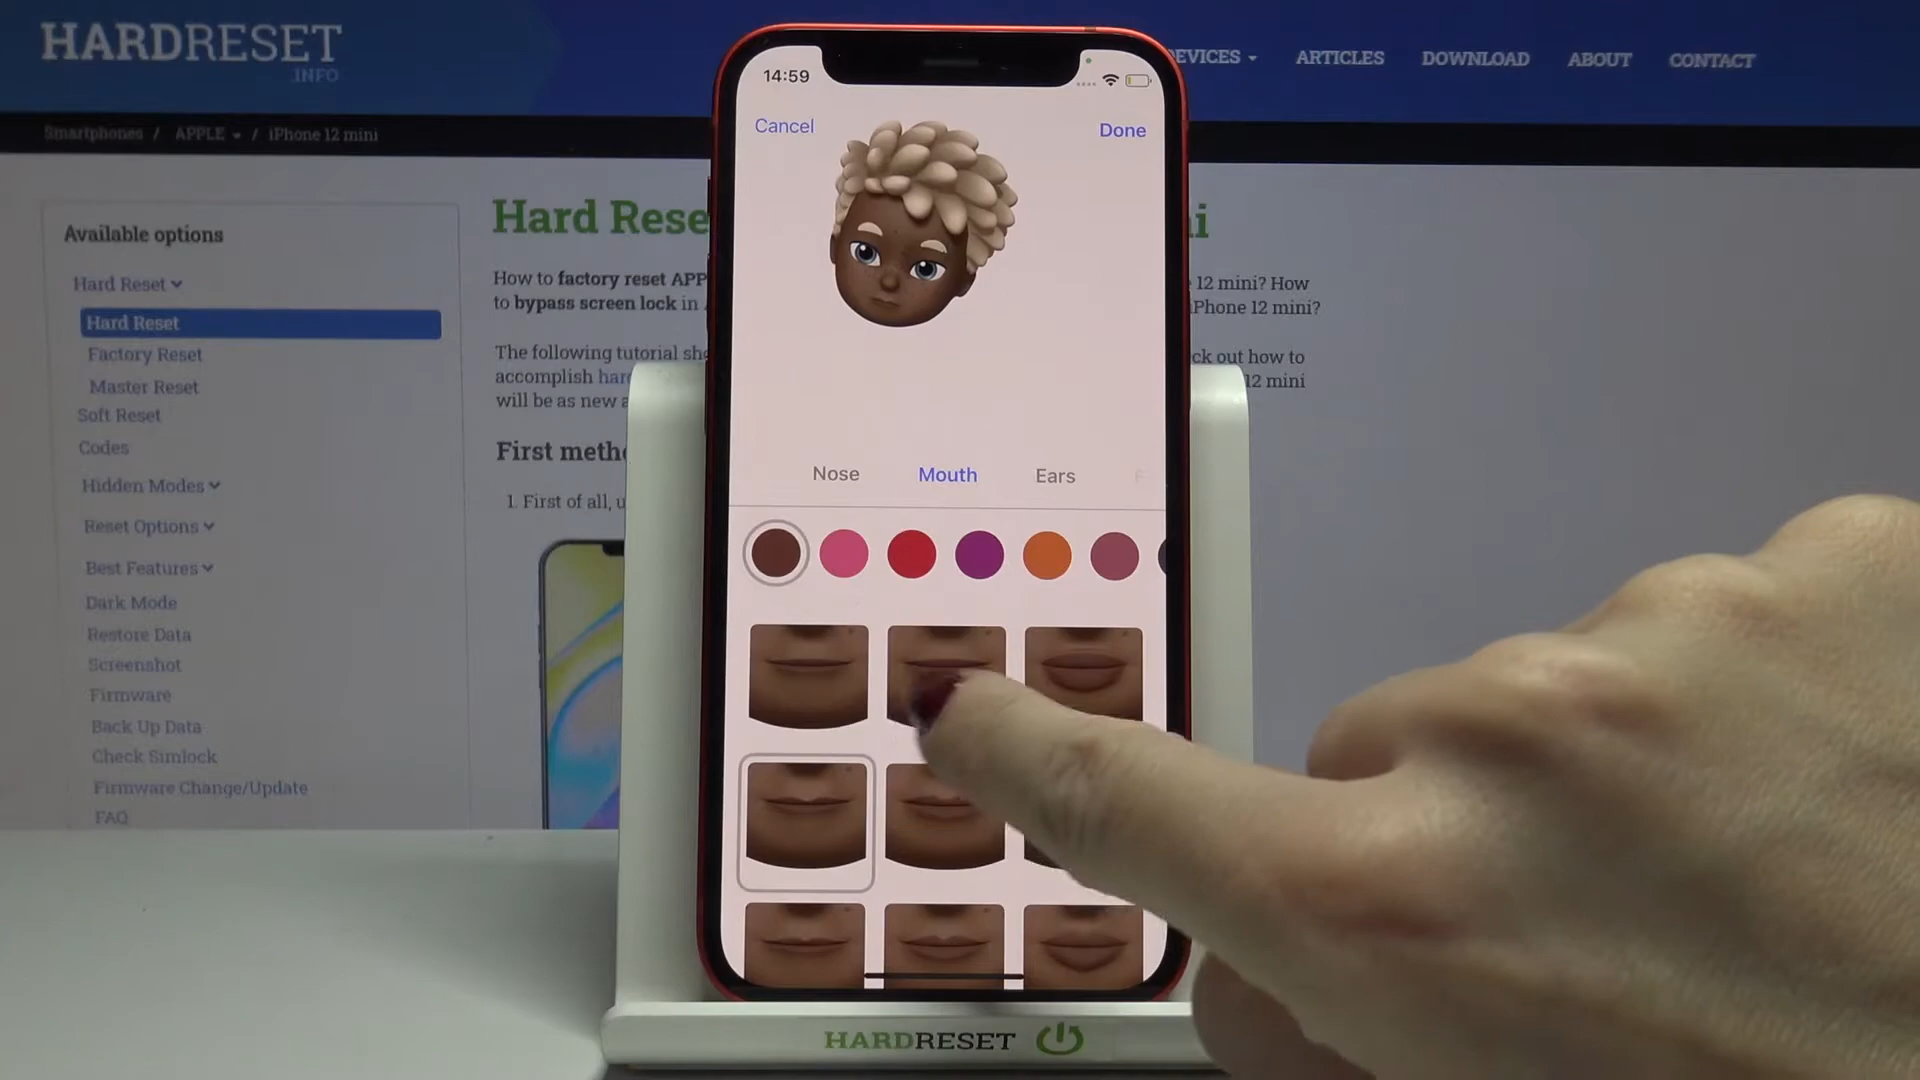 HARDRESET
.INFO
DEVICES
ARTICLES
DOWNLOAD
ABOUT
CONTACT
Smartphones / APPLE / iPhone 12 mini
Available options
Hard Reset
Hard Reset
Factory Reset
Master Reset
Soft Reset
Codes
Hidden Modes
Reset Options
Best Features
Dark Mode
Restore Data
Screenshot
Firmware
Back Up Data
Check Simlock
Firmware Change/Update
FAQ
Hard Rese
How to factory reset APP
12 mini? How
to bypass screen lock in
iPhone 12 mini?
The following tutorial sh
ck out how to
accomplish har
12 mini
will be as new a
First meth
1. First of all, u
14:59
Cancel
Done
Nose
Mouth
Ears
HARDRESET